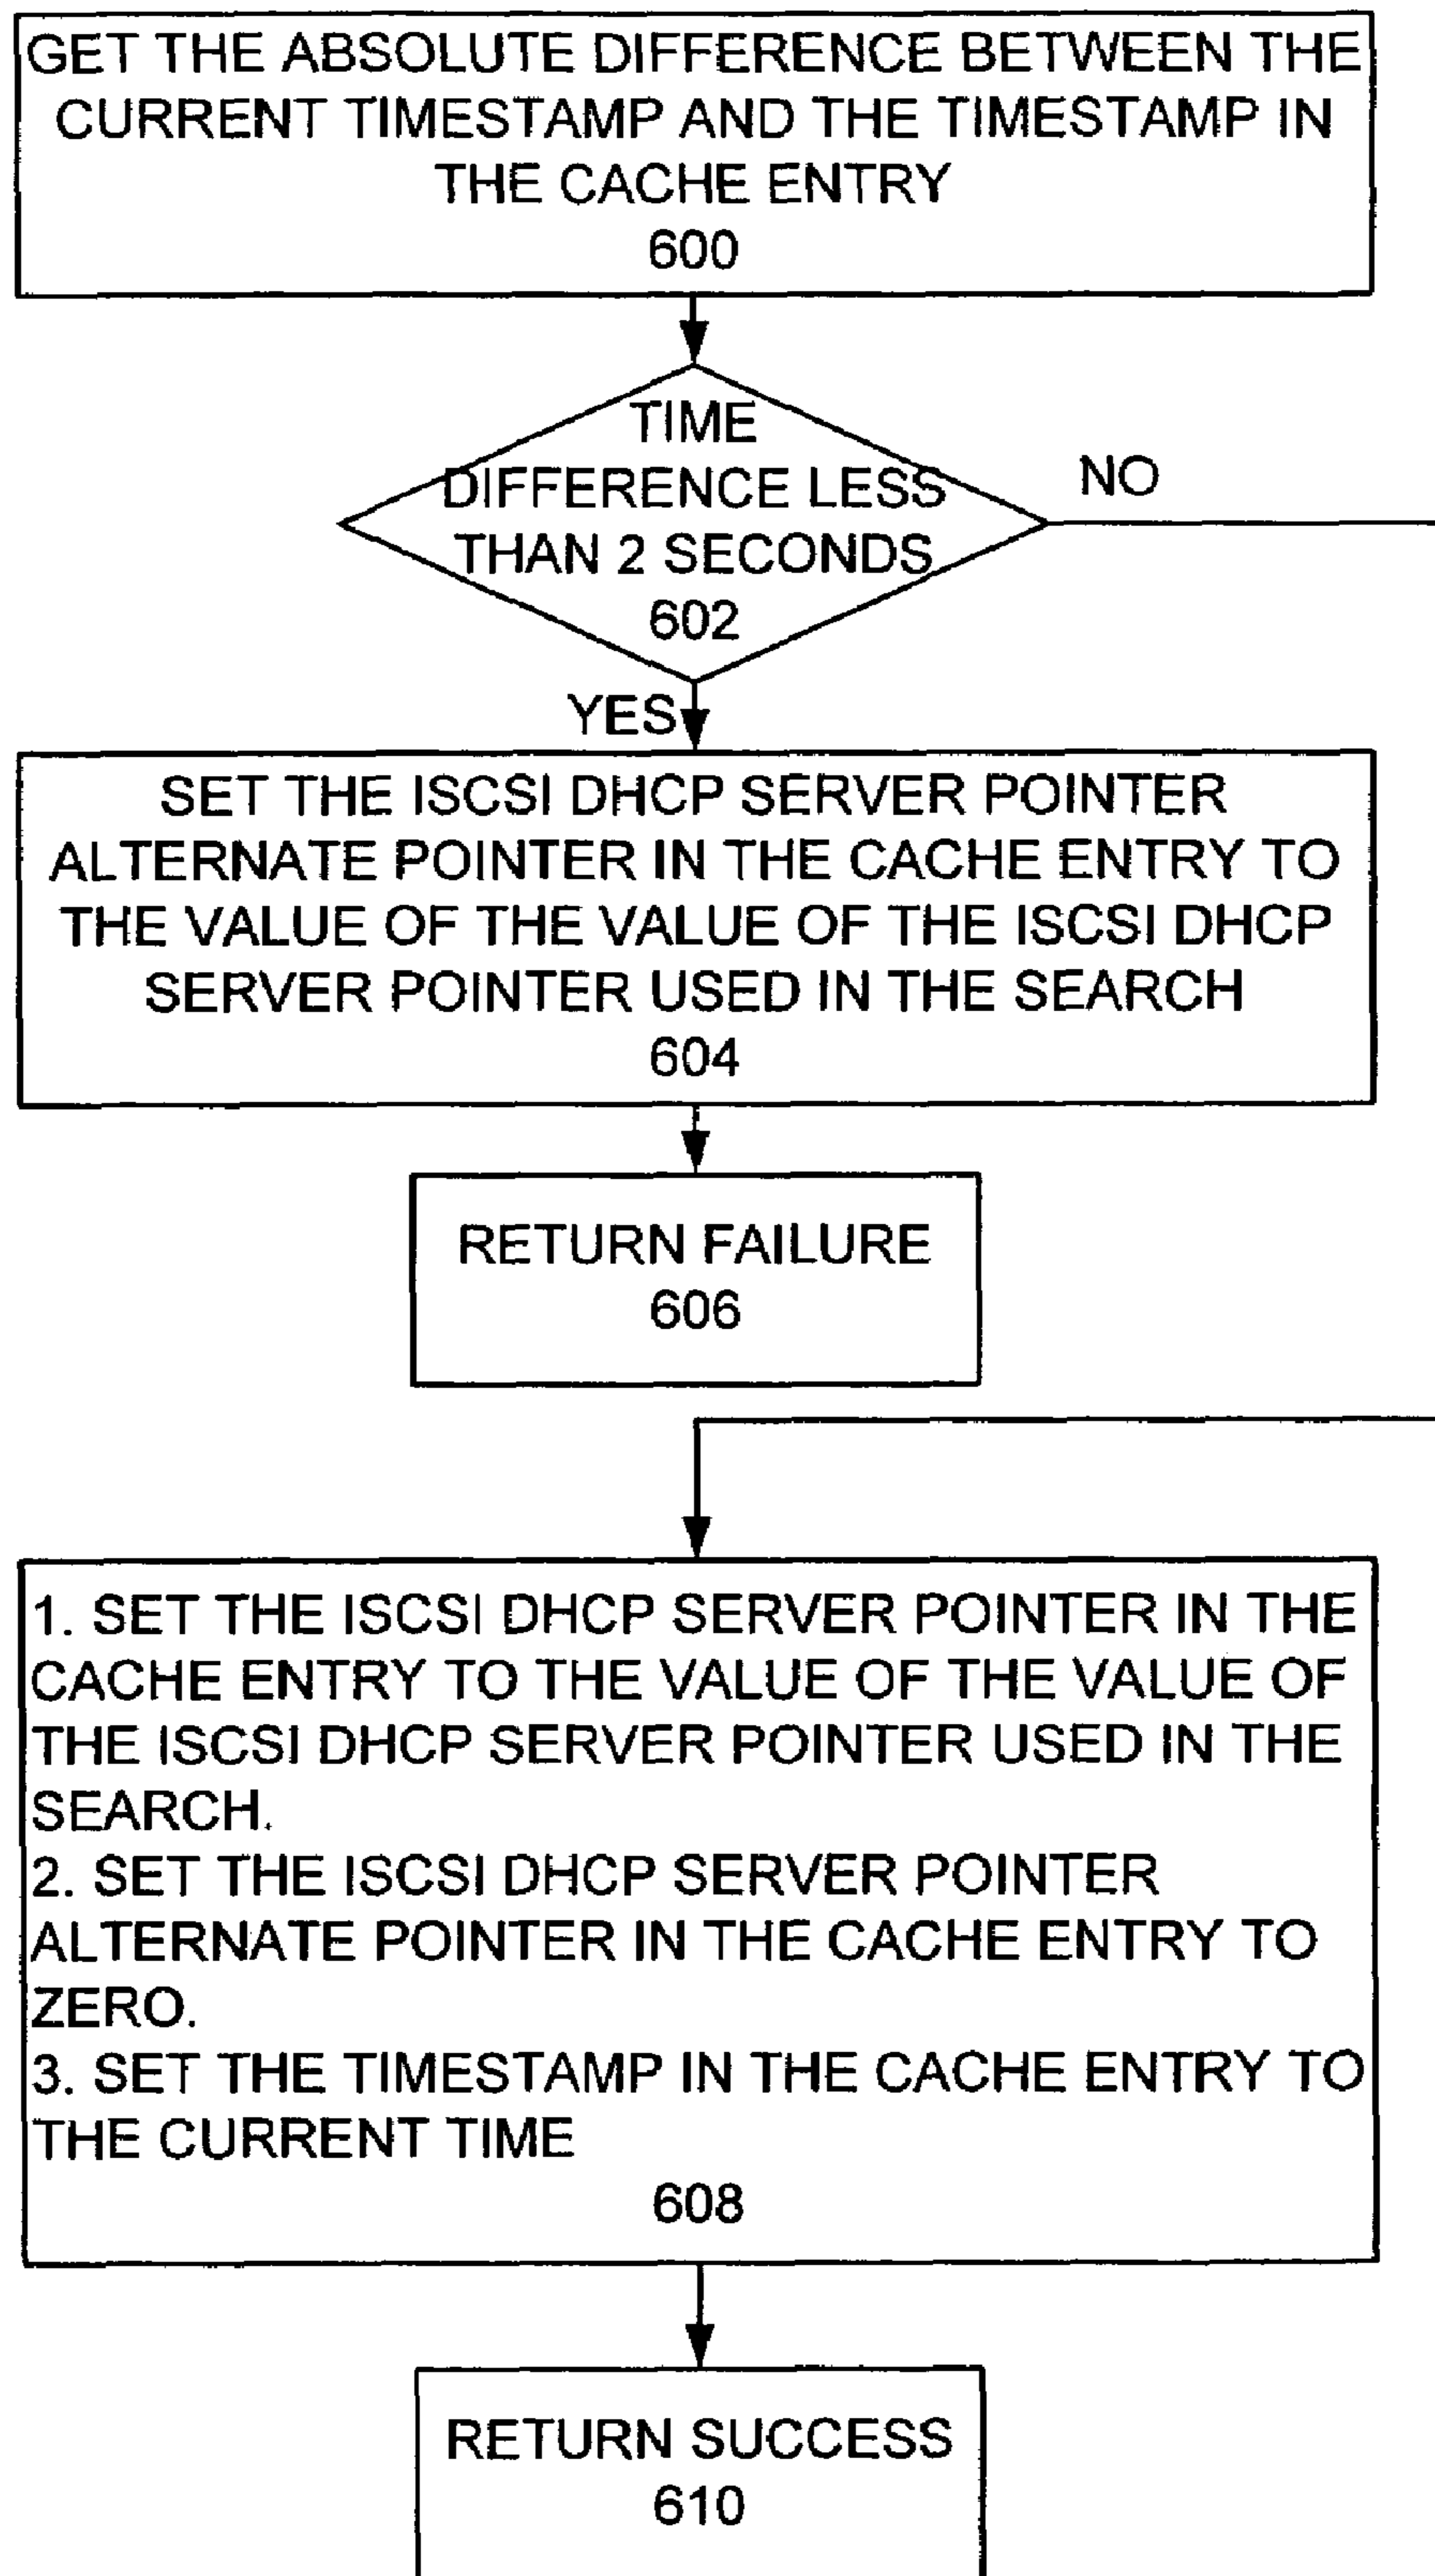 GET THE ABSOLUTE DIFFERENCE BETWEEN THE
CURRENT TIMESTAMP AND THE TIMESTAMP IN
THE CACHE ENTRY
600
TIME
DIFFERENCE LESS
THAN 2 SECONDS
602
NO
YES
SET THE ISCSI DHCP SERVER POINTER
ALTERNATE POINTER IN THE CACHE ENTRY TO
THE VALUE OF THE VALUE OF THE ISCSI DHCP
SERVER POINTER USED IN THE SEARCH
604
RETURN FAILURE
606
1. SET THE ISCSI DHCP SERVER POINTER IN THE
CACHE ENTRY TO THE VALUE OF THE VALUE OF
THE ISCSI DHCP SERVER POINTER USED IN THE
SEARCH.
2. SET THE ISCSI DHCP SERVER POINTER
ALTERNATE POINTER IN THE CACHE ENTRY TO
ZERO.
3. SET THE TIMESTAMP IN THE CACHE ENTRY TO
THE CURRENT TIME
608
RETURN SUCCESS
610